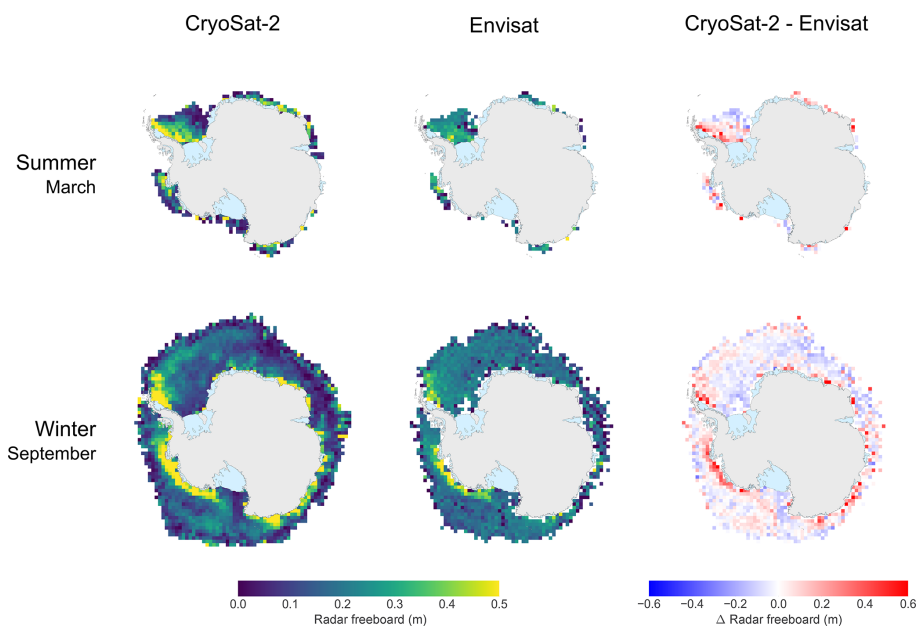 CryoSat-2 Envisat CryoSat-2 - Envisat
Summer
March
Winter
September
0.0 0.1 0.2 0.3 0.4 0.5
Radar freeboard (m)
−0.6 −0.4 −0.2 0.0 0.2 0.4 0.6
Δ Radar freeboard (m)